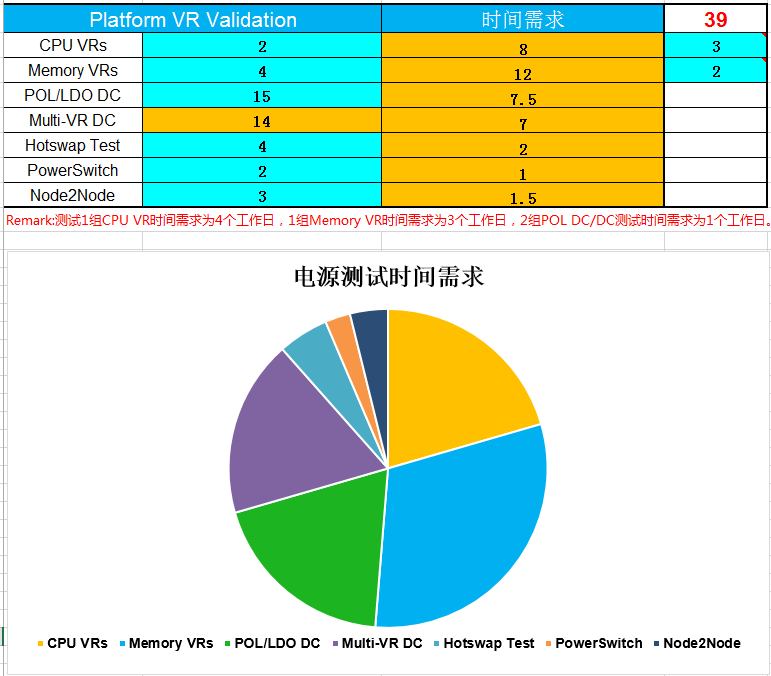 Platform VR Validation 时间需求 39
CPU VRs 2 8 3
Memory VRs 4 12 2
POL/LDO DC 15 7.5
Multi-VR DC 14 7
Hotswap Test 4 2
PowerSwitch 2 1
Node2Node 3 1.5
Remark:测试1组CPU VR时间需求为4个工作日，1组Memory VR时间需求为3个工作日，2组POL DC/DC测试时间需求为1个工作日。
电源测试时间需求
CPU VRs Memory VRs POL/LDO DC Multi-VR DC Hotswap Test PowerSwitch Node2Node